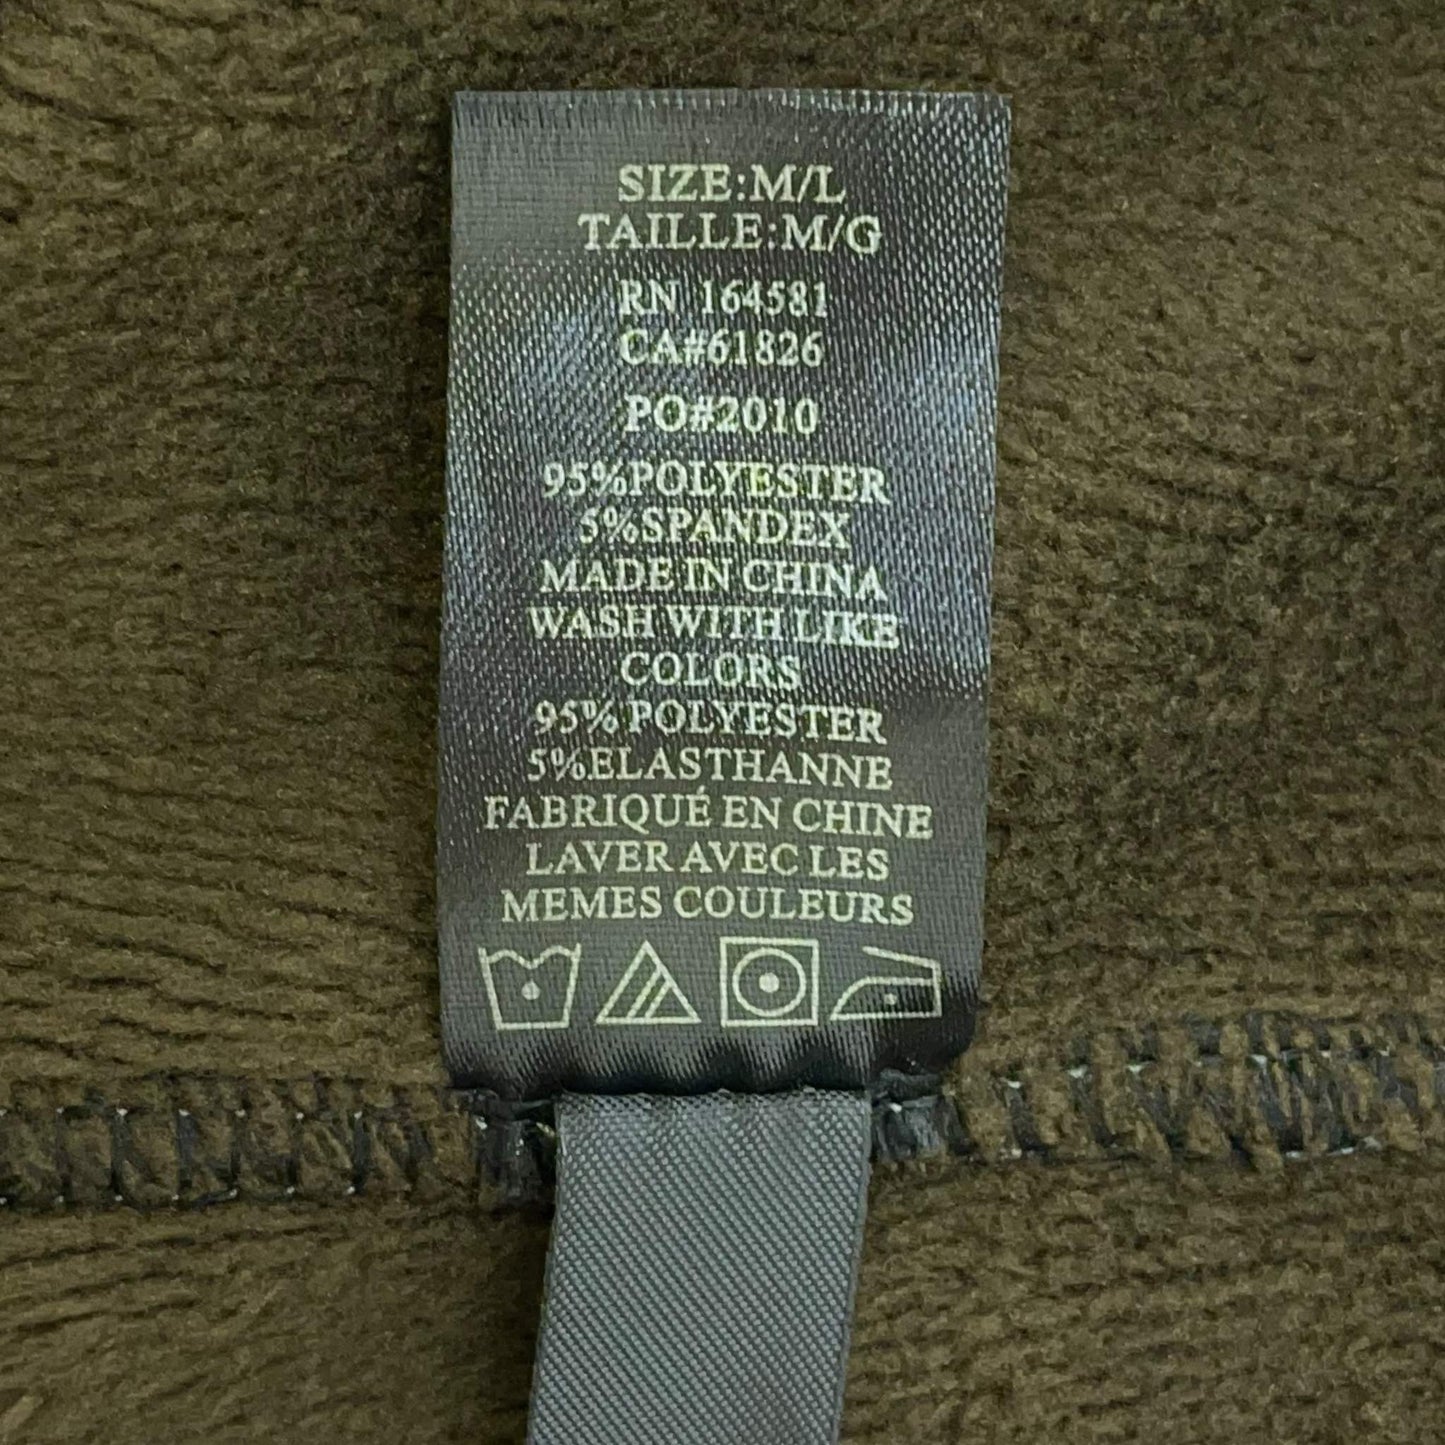 SIZE:M/L
TAILLE:M/G
RN 164581
CA#61826
PO#2010
95%POLYESTER
5%SPANDEX
MADE IN CHINA
WASH WITH LIKE
COLORS
95%POLYESTER
5%ELASTHANNE
FABRIQUÉ EN CHINE
LAVER AVEC LES
MEMES COULEURS